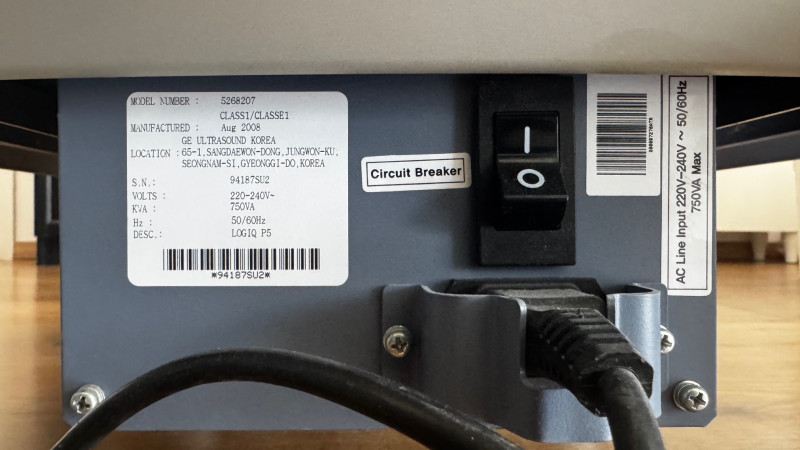 MODEL NUMBER : 5268207
CLASS1/CLASSE1
MANUFACTURED : Aug 2008
GE ULTRASOUND KOREA
LOCATION : 65-1,SANGDAEWON-DONG,JUNGWON-KU,
SEONGNAM-SI,GYEONGGI-DO,KOREA
S.N.: 94187SU2
VOLTS : 220-240V~
KVA : 750VA
Hz : 50/60Hz
DESC.: LOGIQ P5
*94187SU2*
Circuit Breaker
I
O
AC Line Input 220V-240V ~ 50/60Hz
750VA Max